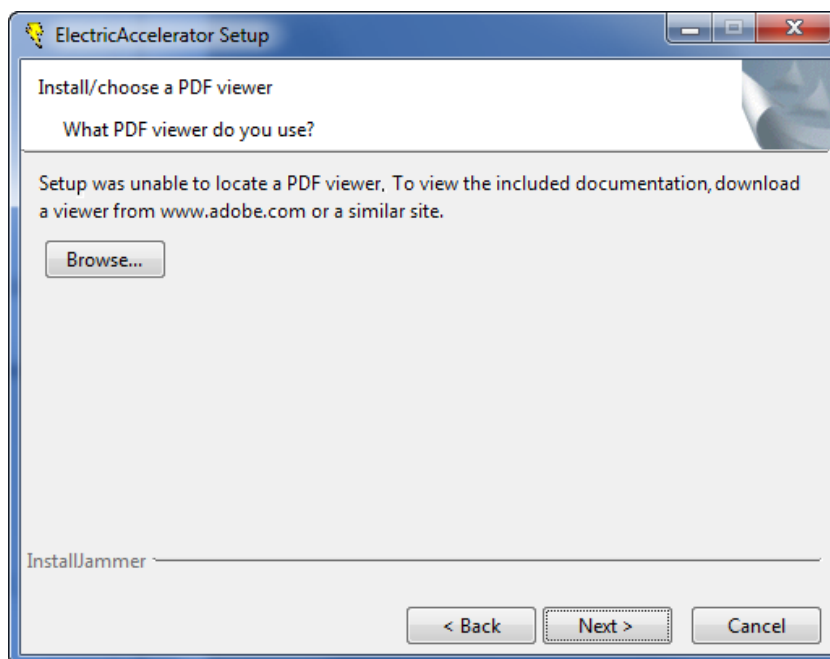 ElectricAccelerator Setup
Install/choose a PDF viewer
What PDF viewer do you use?
Setup was unable to locate a PDF viewer. To view the included documentation, download
a viewer from www.adobe.com or a similar site.
Browse...
InstallJammer
< Back Next > Cancel